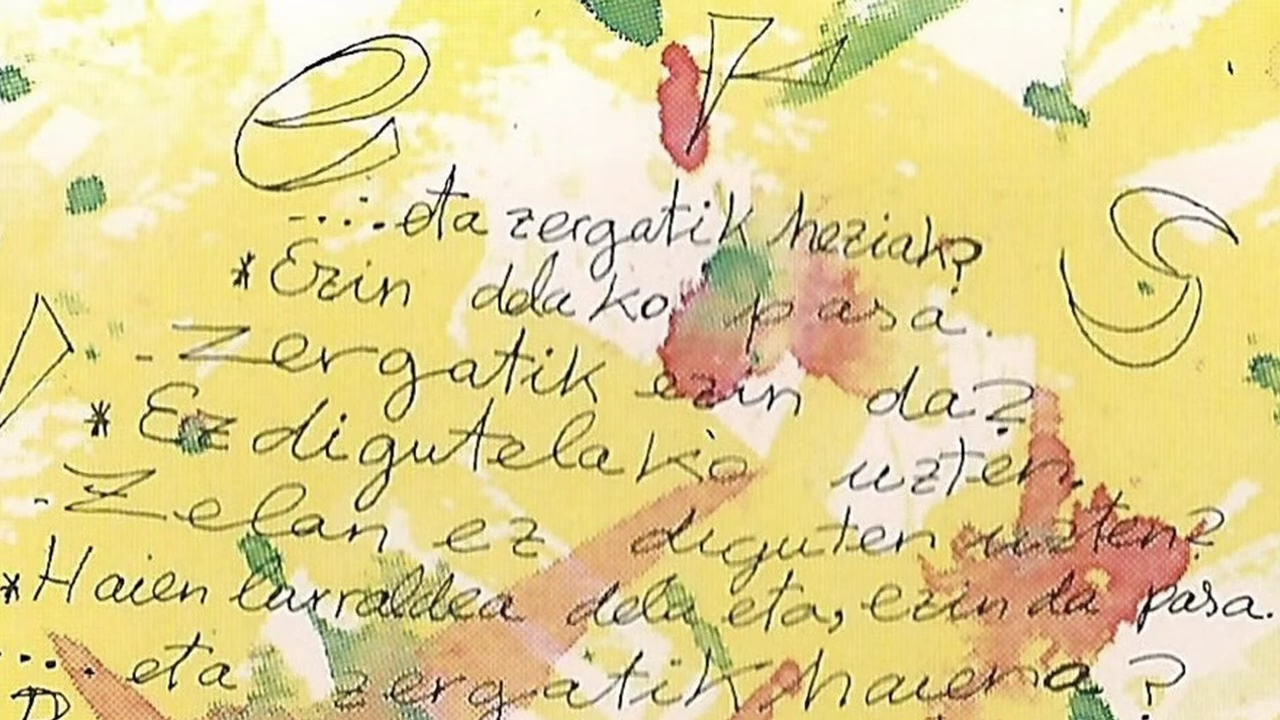 e r
S
....eta zergatik heziak?
*Ezin delako pasa.
-Zergatik ezin da?
* Ez digutelako uzten.
-Zelan ez diguten uzten?
*Haien lurraldea dela eta, ezin da pasa.
... eta zergatik haiena?